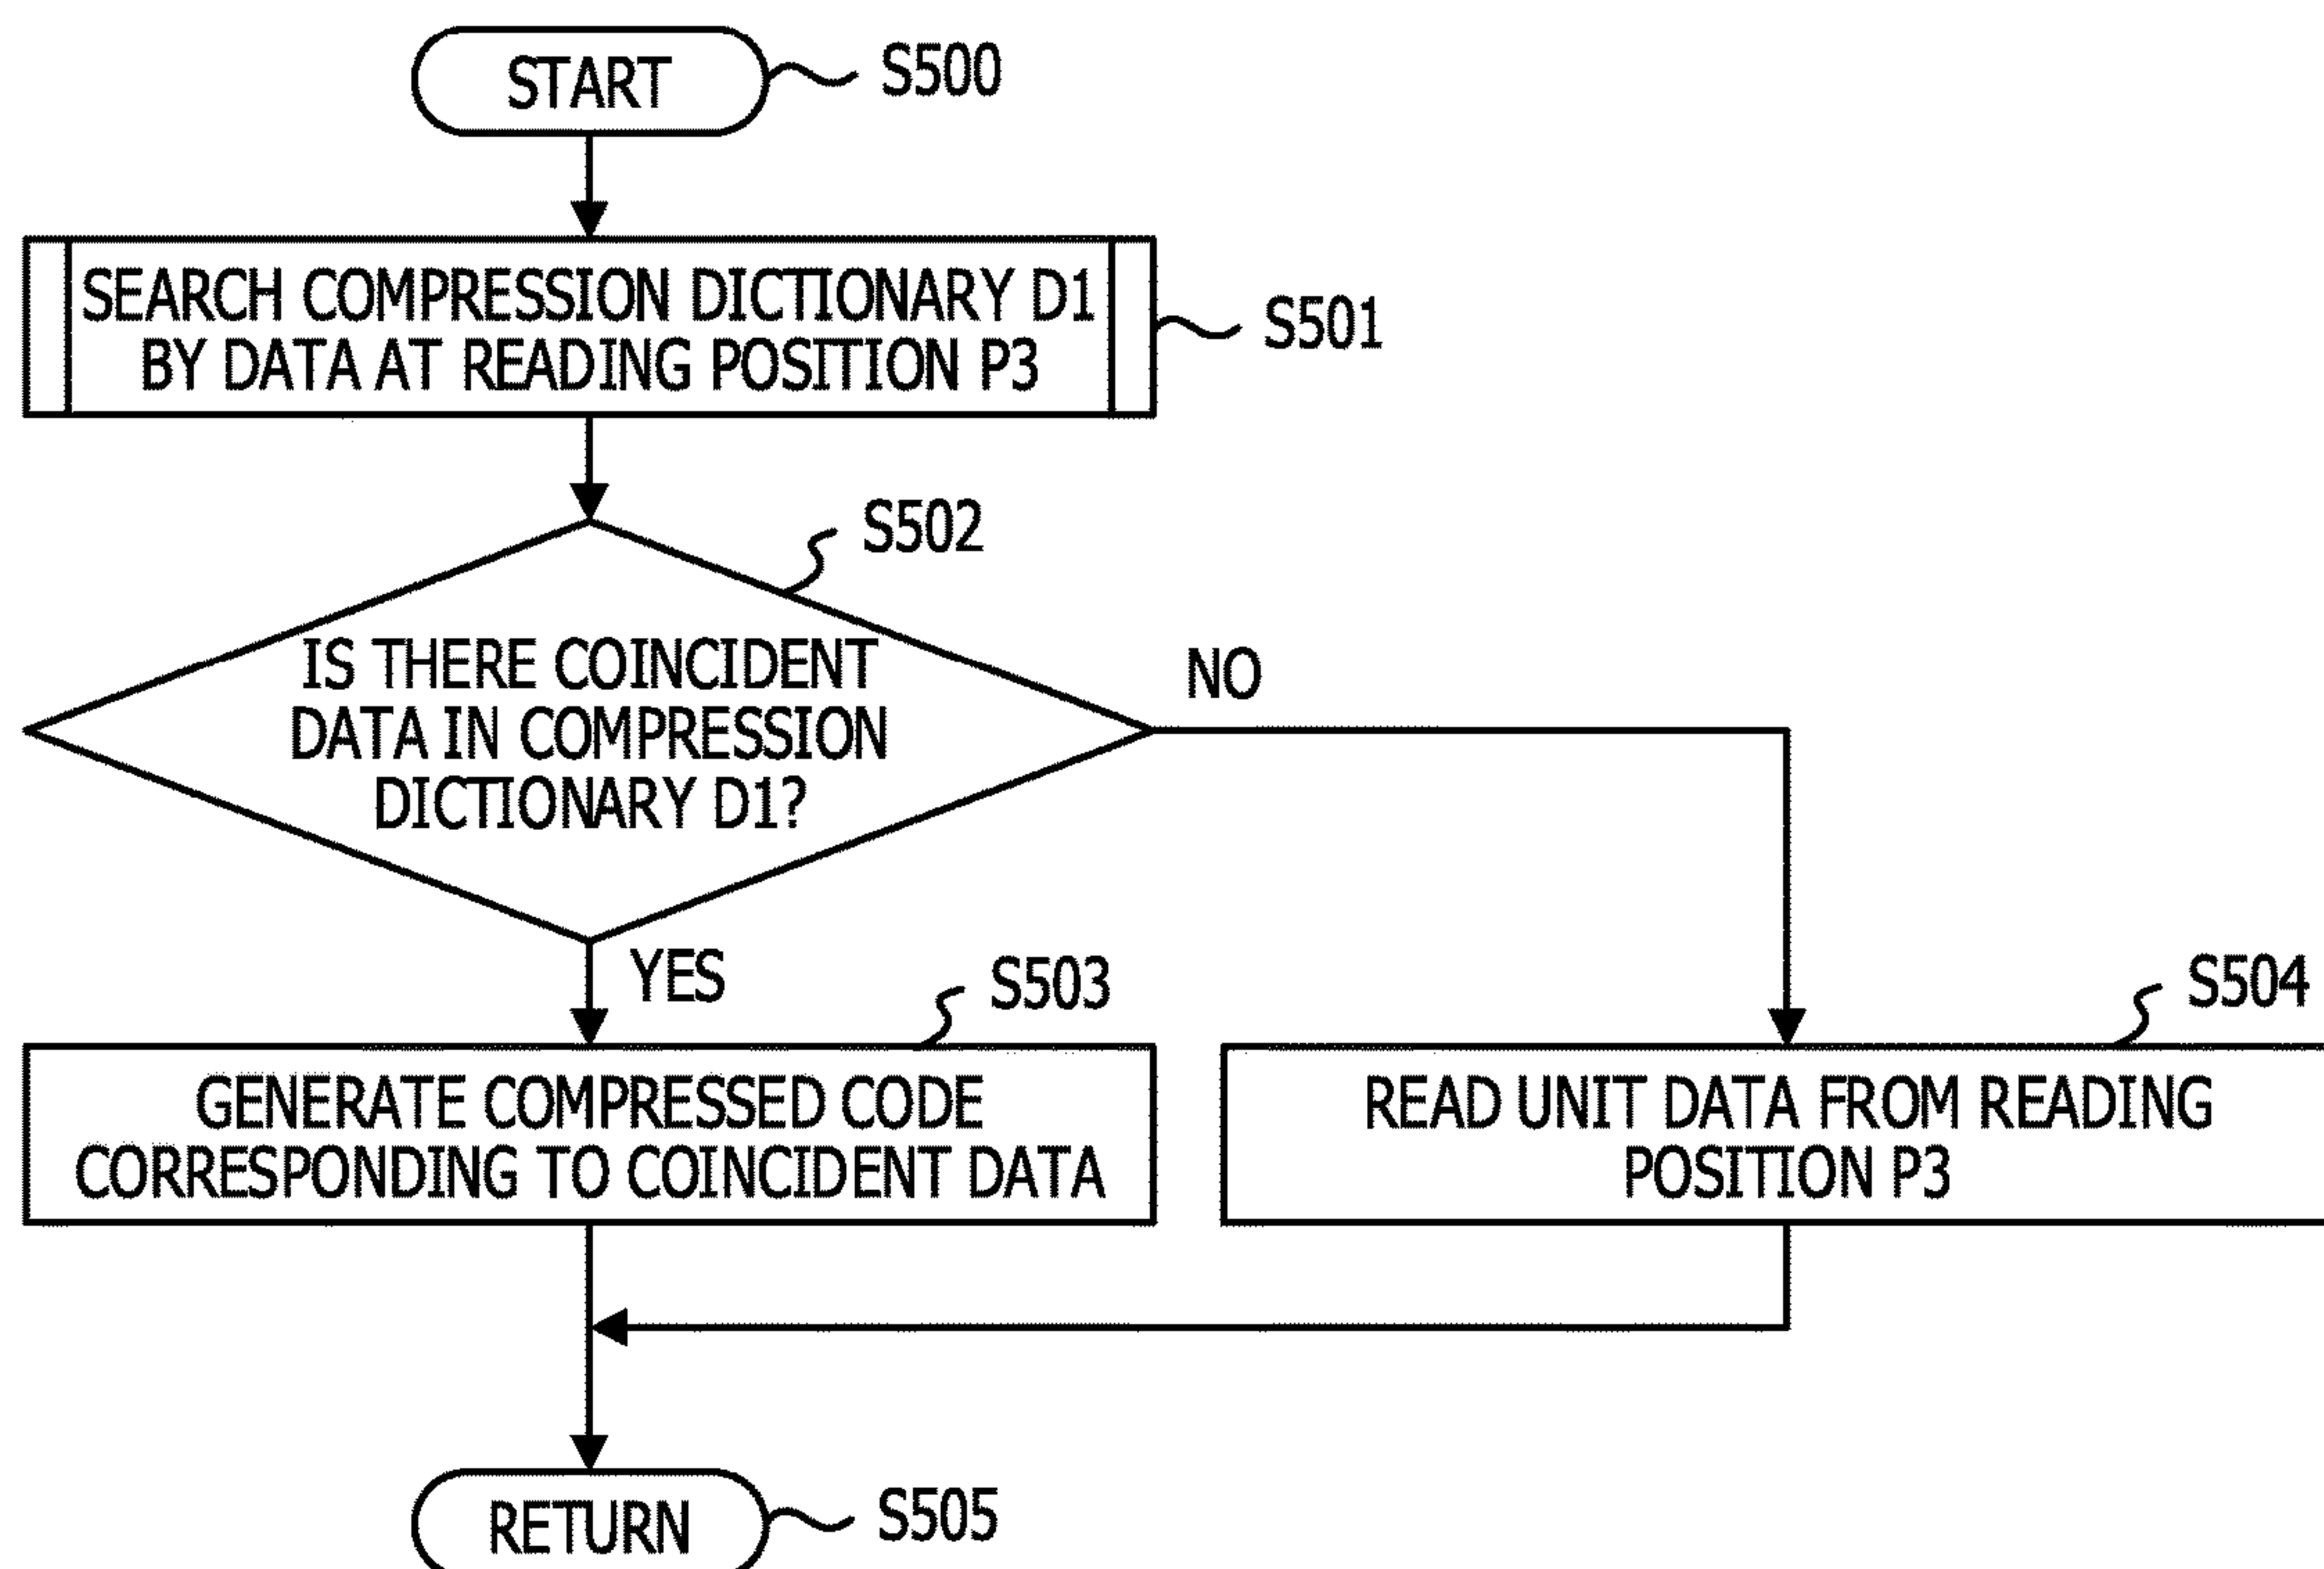 START
S500
SEARCH COMPRESSION DICTIONARY D1
BY DATA AT READING POSITION P3
S501
S502
IS THERE COINCIDENT
DATA IN COMPRESSION
DICTIONARY D1?
NO
YES
S503
GENERATE COMPRESSED CODE
CORRESPONDING TO COINCIDENT DATA
S504
READ UNIT DATA FROM READING
POSITION P3
RETURN
S505